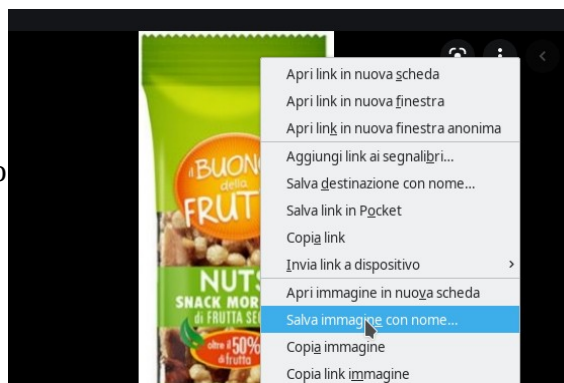 o
Apri link in nuova scheda
Apri link in nuova finestra
Apri link in nuova finestra anonima
Aggiungi link ai segnalibri...
Salva destinazione con nome...
Salva link in Pocket
Copia link
Invia link a dispositivo
Apri immagine in nuova scheda
Salva immagine con nome...
Copia immagine
Copia link immagine
IL BUON
della
FRUT
NUTS
SNACK MOR
di FRUTTA SE
oltre il 50%
di frutta